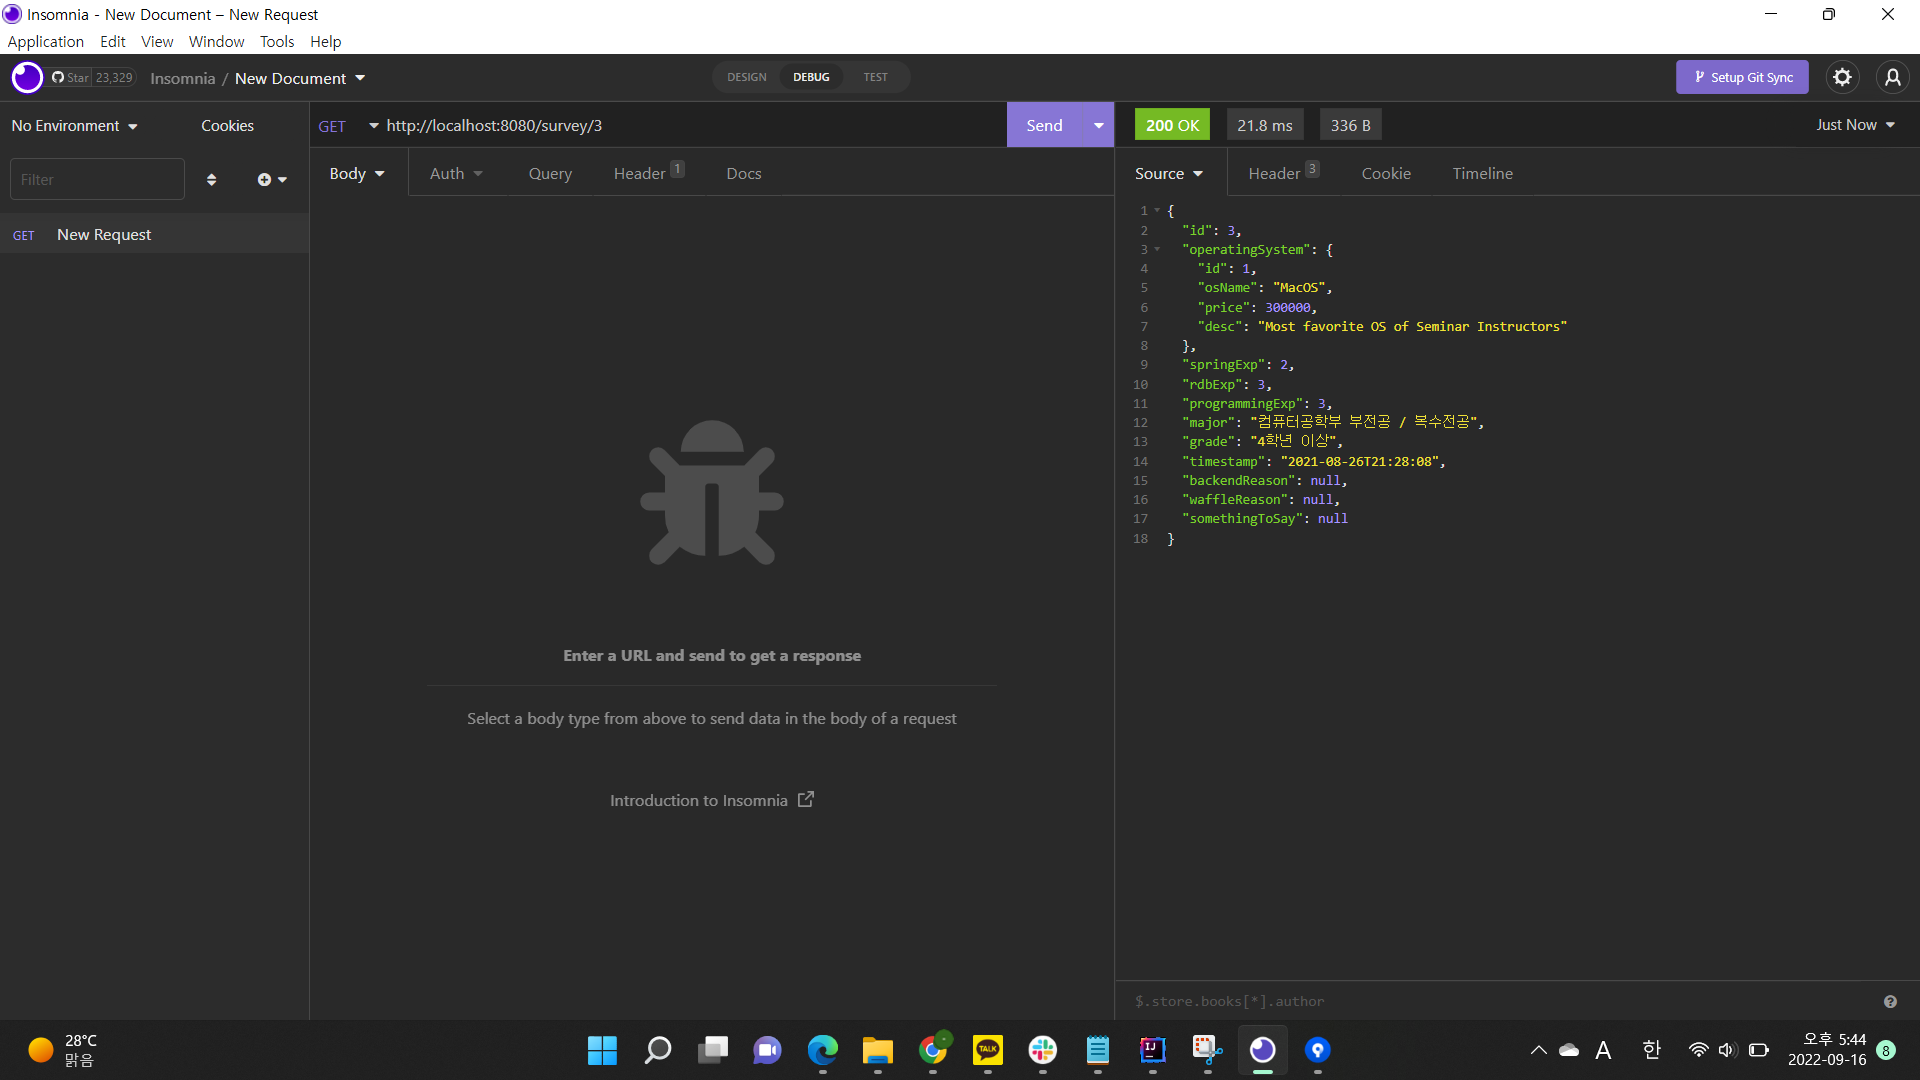 Insomnia - New Document – New Request
Application Edit View Window Tools Help
Star 23,329 Insomnia / New Document DESIGN DEBUG TEST Setup Git Sync
No Environment Cookies GET http://localhost:8080/survey/3 Send 200 OK 21.8 ms 336 B Just Now
Filter
GET New Request
Body Auth Query Header 1 Docs
Enter a URL and send to get a response
Select a body type from above to send data in the body of a request
Introduction to Insomnia
Source Header 3 Cookie Timeline
1 {
2 "id": 3,
3 "operatingSystem": {
4 "id": 1,
5 "osName": "MacOS",
6 "price": 300000,
7 "desc": "Most favorite OS of Seminar Instructors"
8 },
9 "springExp": 2,
10 "rdbExp": 3,
11 "programmingExp": 3,
12 "major": "컴퓨터공학부 부전공 / 복수전공",
13 "grade": "4학년 이상",
14 "timestamp": "2021-08-26T21:28:08",
15 "backendReason": null,
16 "waffleReason": null,
17 "somethingToSay": null
18 }
$.store.books[*].author
28°C
맑음
TALK
IJ
A 한
오후 5:44
2022-09-16 8